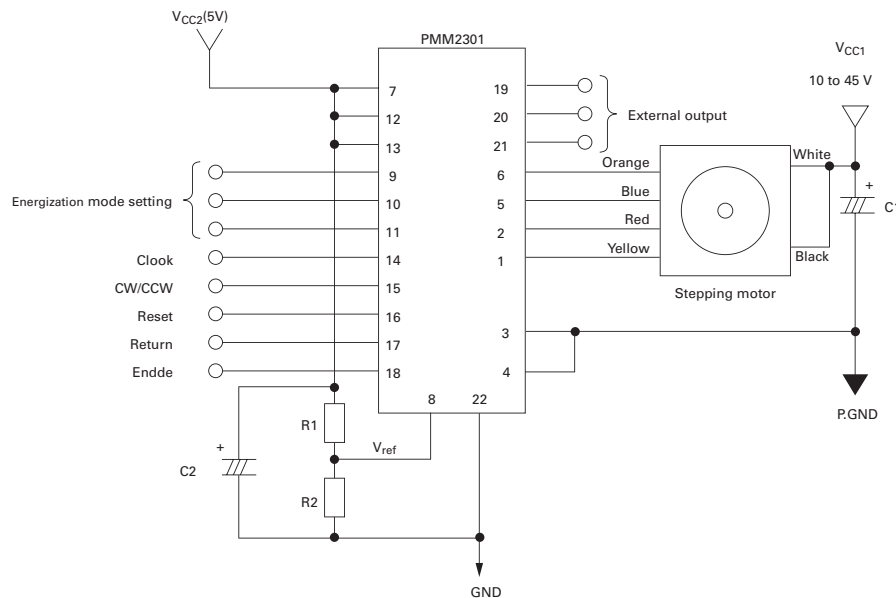 VCC2(5V)
PMM2301
VCC1
10 to 45 V
7
19
External output
12
20
13
21
Energization mode setting
9
6
Orange
White
10
5
Blue
11
2
Red
Clook
14
1
Yellow
Black
C1
CW/CCW
15
Stepping motor
Reset
16
3
Return
17
Endde
18
4
8
22
P.GND
R1
Vref
C2
R2
GND
+
+